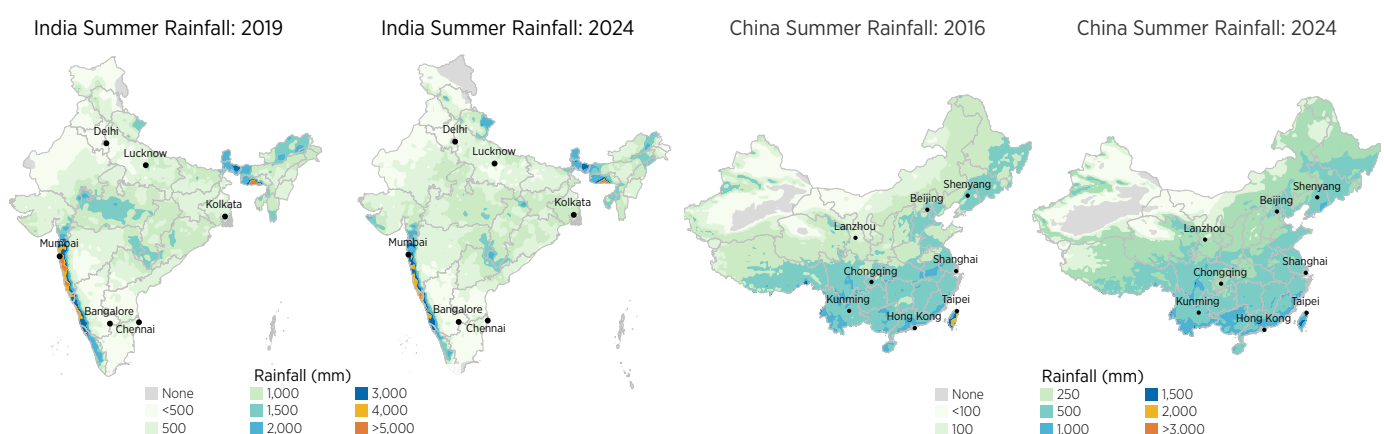 India Summer Rainfall: 2019
India Summer Rainfall: 2024
China Summer Rainfall: 2016
China Summer Rainfall: 2024
Delhi
Lucknow
Kolkata
Mumbai
Bangalore
Chennai
Delhi
Lucknow
Kolkata
Mumbai
Bangalore
Chennai
Shenyang
Beijing
Lanzhou
Shanghai
Chongqing
Kunming
Taipei
Hong Kong
Shenyang
Beijing
Lanzhou
Shanghai
Chongqing
Kunming
Taipei
Hong Kong
Rainfall (mm)
None
<500
500
1,000
1,500
2,000
3,000
4,000
>5,000
Rainfall (mm)
None
<100
100
250
500
1,000
1,500
2,000
>3,000